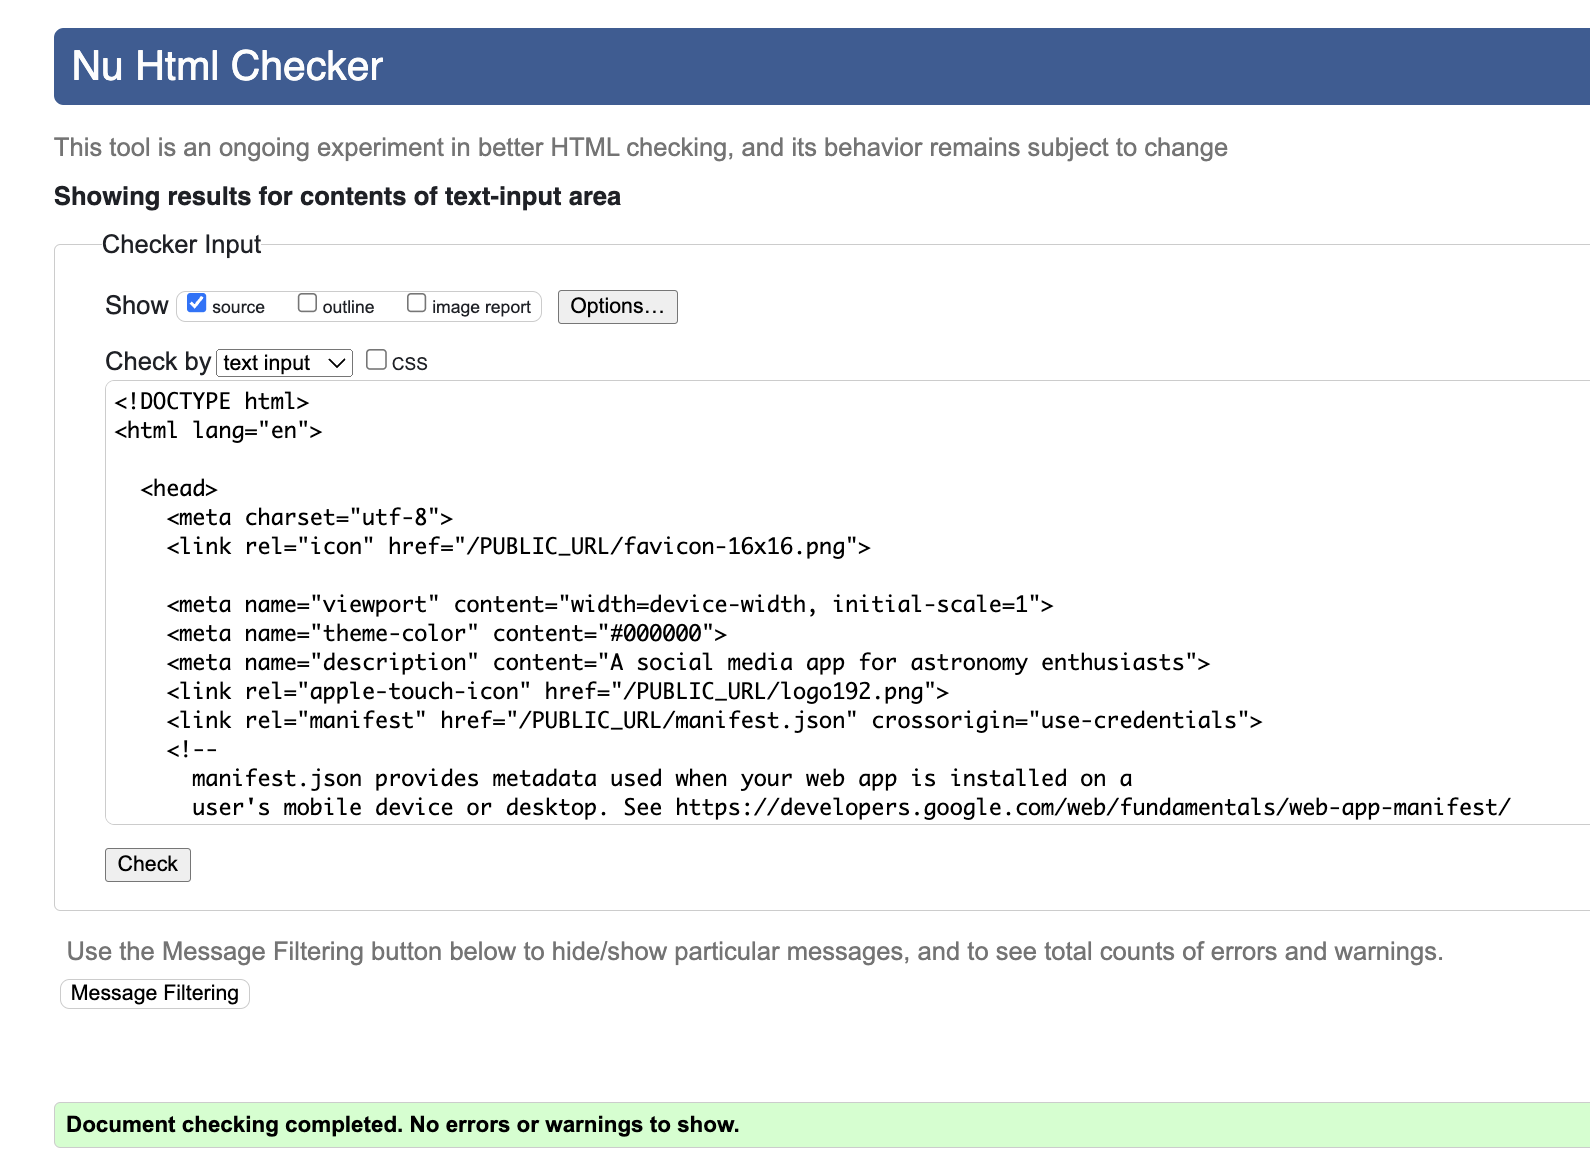 Nu Html Checker
This tool is an ongoing experiment in better HTML checking, and its behavior remains subject to change
Showing results for contents of text-input area
Checker Input
Show source outline image report Options…
Check by text input CSS
<!DOCTYPE html>
<html lang="en">
<head>
<meta charset="utf-8">
<link rel="icon" href="/PUBLIC_URL/favicon-16x16.png">
<meta name="viewport" content="width=device-width, initial-scale=1">
<meta name="theme-color" content="#000000">
<meta name="description" content="A social media app for astronomy enthusiasts">
<link rel="apple-touch-icon" href="/PUBLIC_URL/logo192.png">
<link rel="manifest" href="/PUBLIC_URL/manifest.json" crossorigin="use-credentials">
<!--
manifest.json provides metadata used when your web app is installed on a
user's mobile device or desktop. See https://developers.google.com/web/fundamentals/web-app-manifest/
Check
Use the Message Filtering button below to hide/show particular messages, and to see total counts of errors and warnings.
Message Filtering
Document checking completed. No errors or warnings to show.